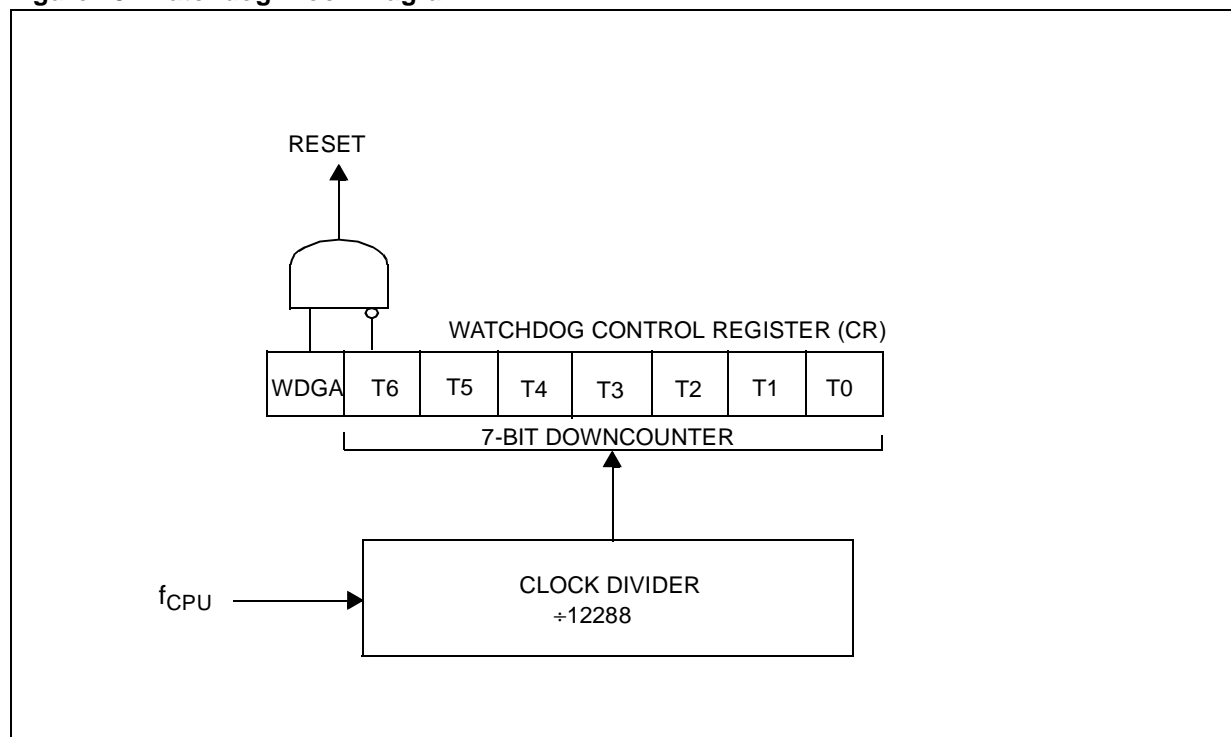 RESET
WATCHDOG CONTROL REGISTER (CR)
WDGA T6 T5 T4 T3 T2 T1 T0
7-BIT DOWNCOUNTER
fCPU
CLOCK DIVIDER
÷12288